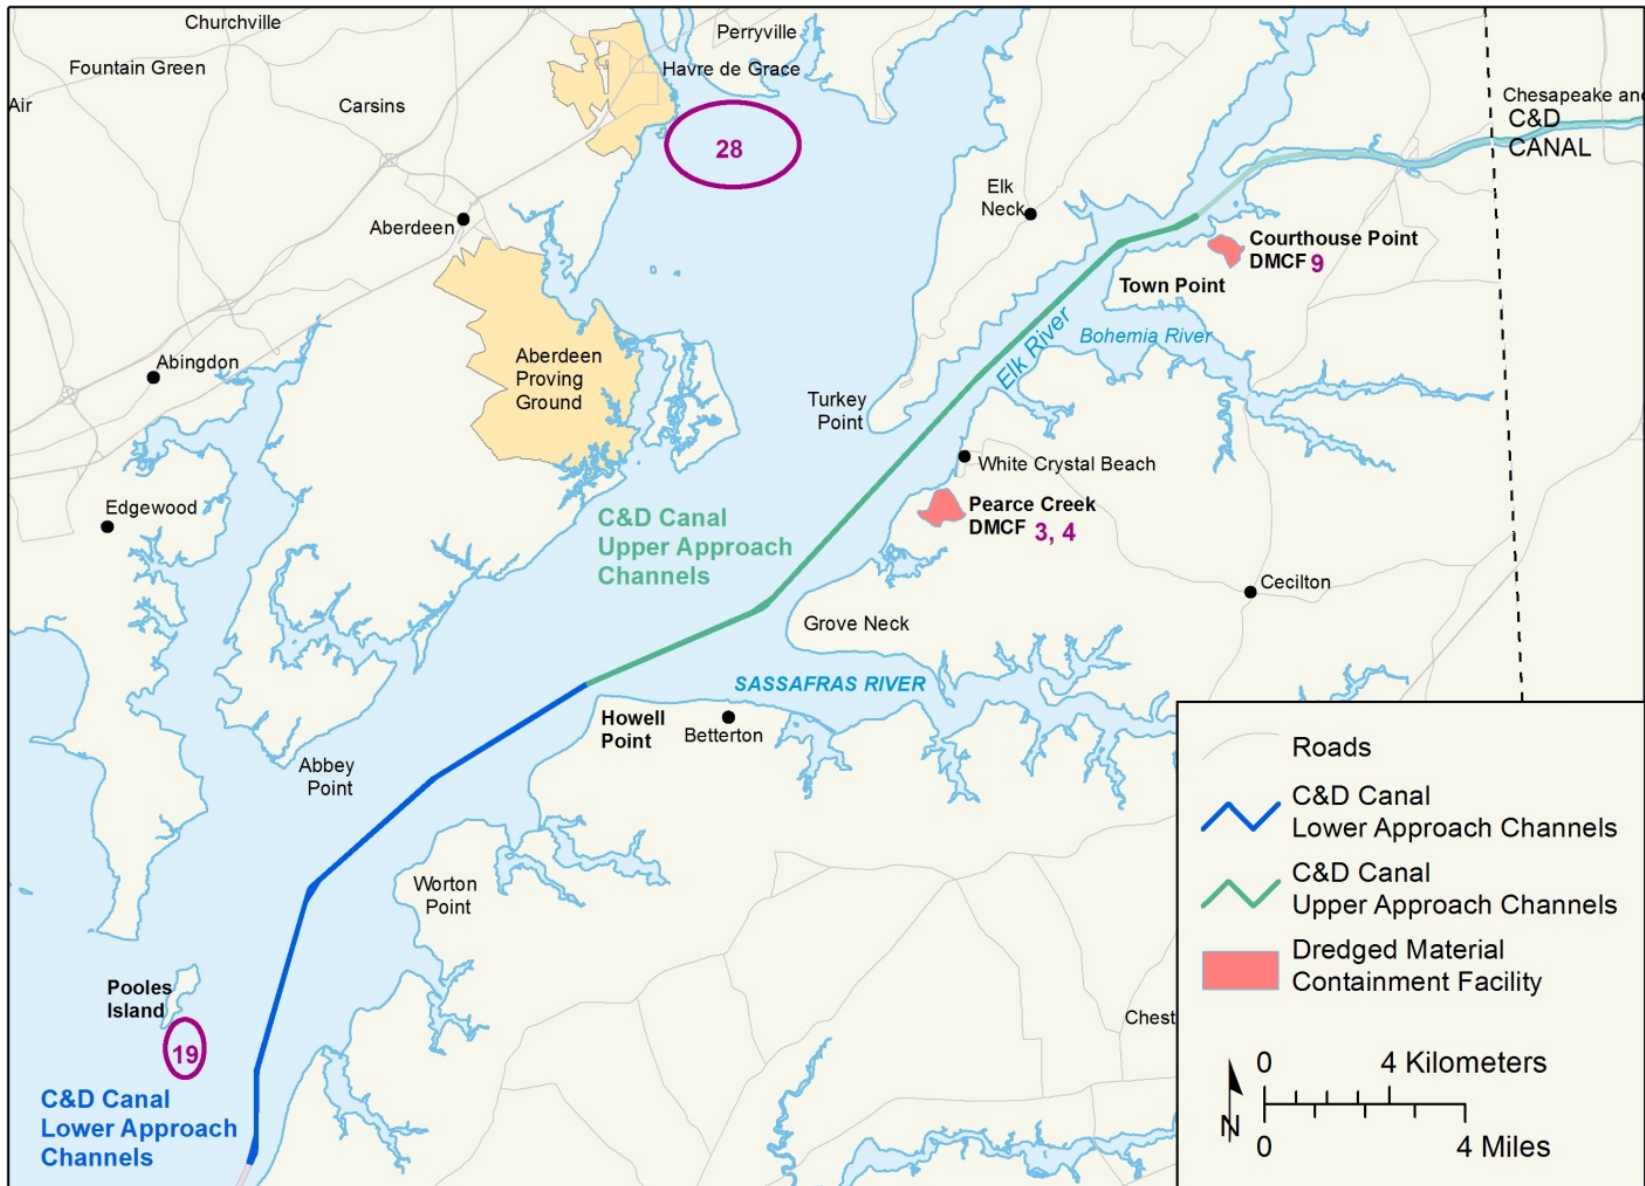 Churchville
Perryville
Fountain Green
Havre de Grace
Air
Carsins
Chesapeake and
C&D
CANAL
28
Elk
Neck
Aberdeen
Courthouse Point
DMCF 9
Town Point
Elk River
Bohemia River
Abingdon
Aberdeen
Proving
Ground
Turkey
Point
White Crystal Beach
Edgewood
Pearce Creek
DMCF 3, 4
C&D Canal
Upper Approach
Channels
Cecilton
Grove Neck
SASSAFRAS RIVER
Howell
Point
Betterton
Abbey
Point
Worton
Point
Pooles
Island
19
Chest
C&D Canal
Lower Approach
Channels
Roads
C&D Canal
Lower Approach Channels
C&D Canal
Upper Approach Channels
Dredged Material
Containment Facility
N
0 4 Kilometers
0 4 Miles